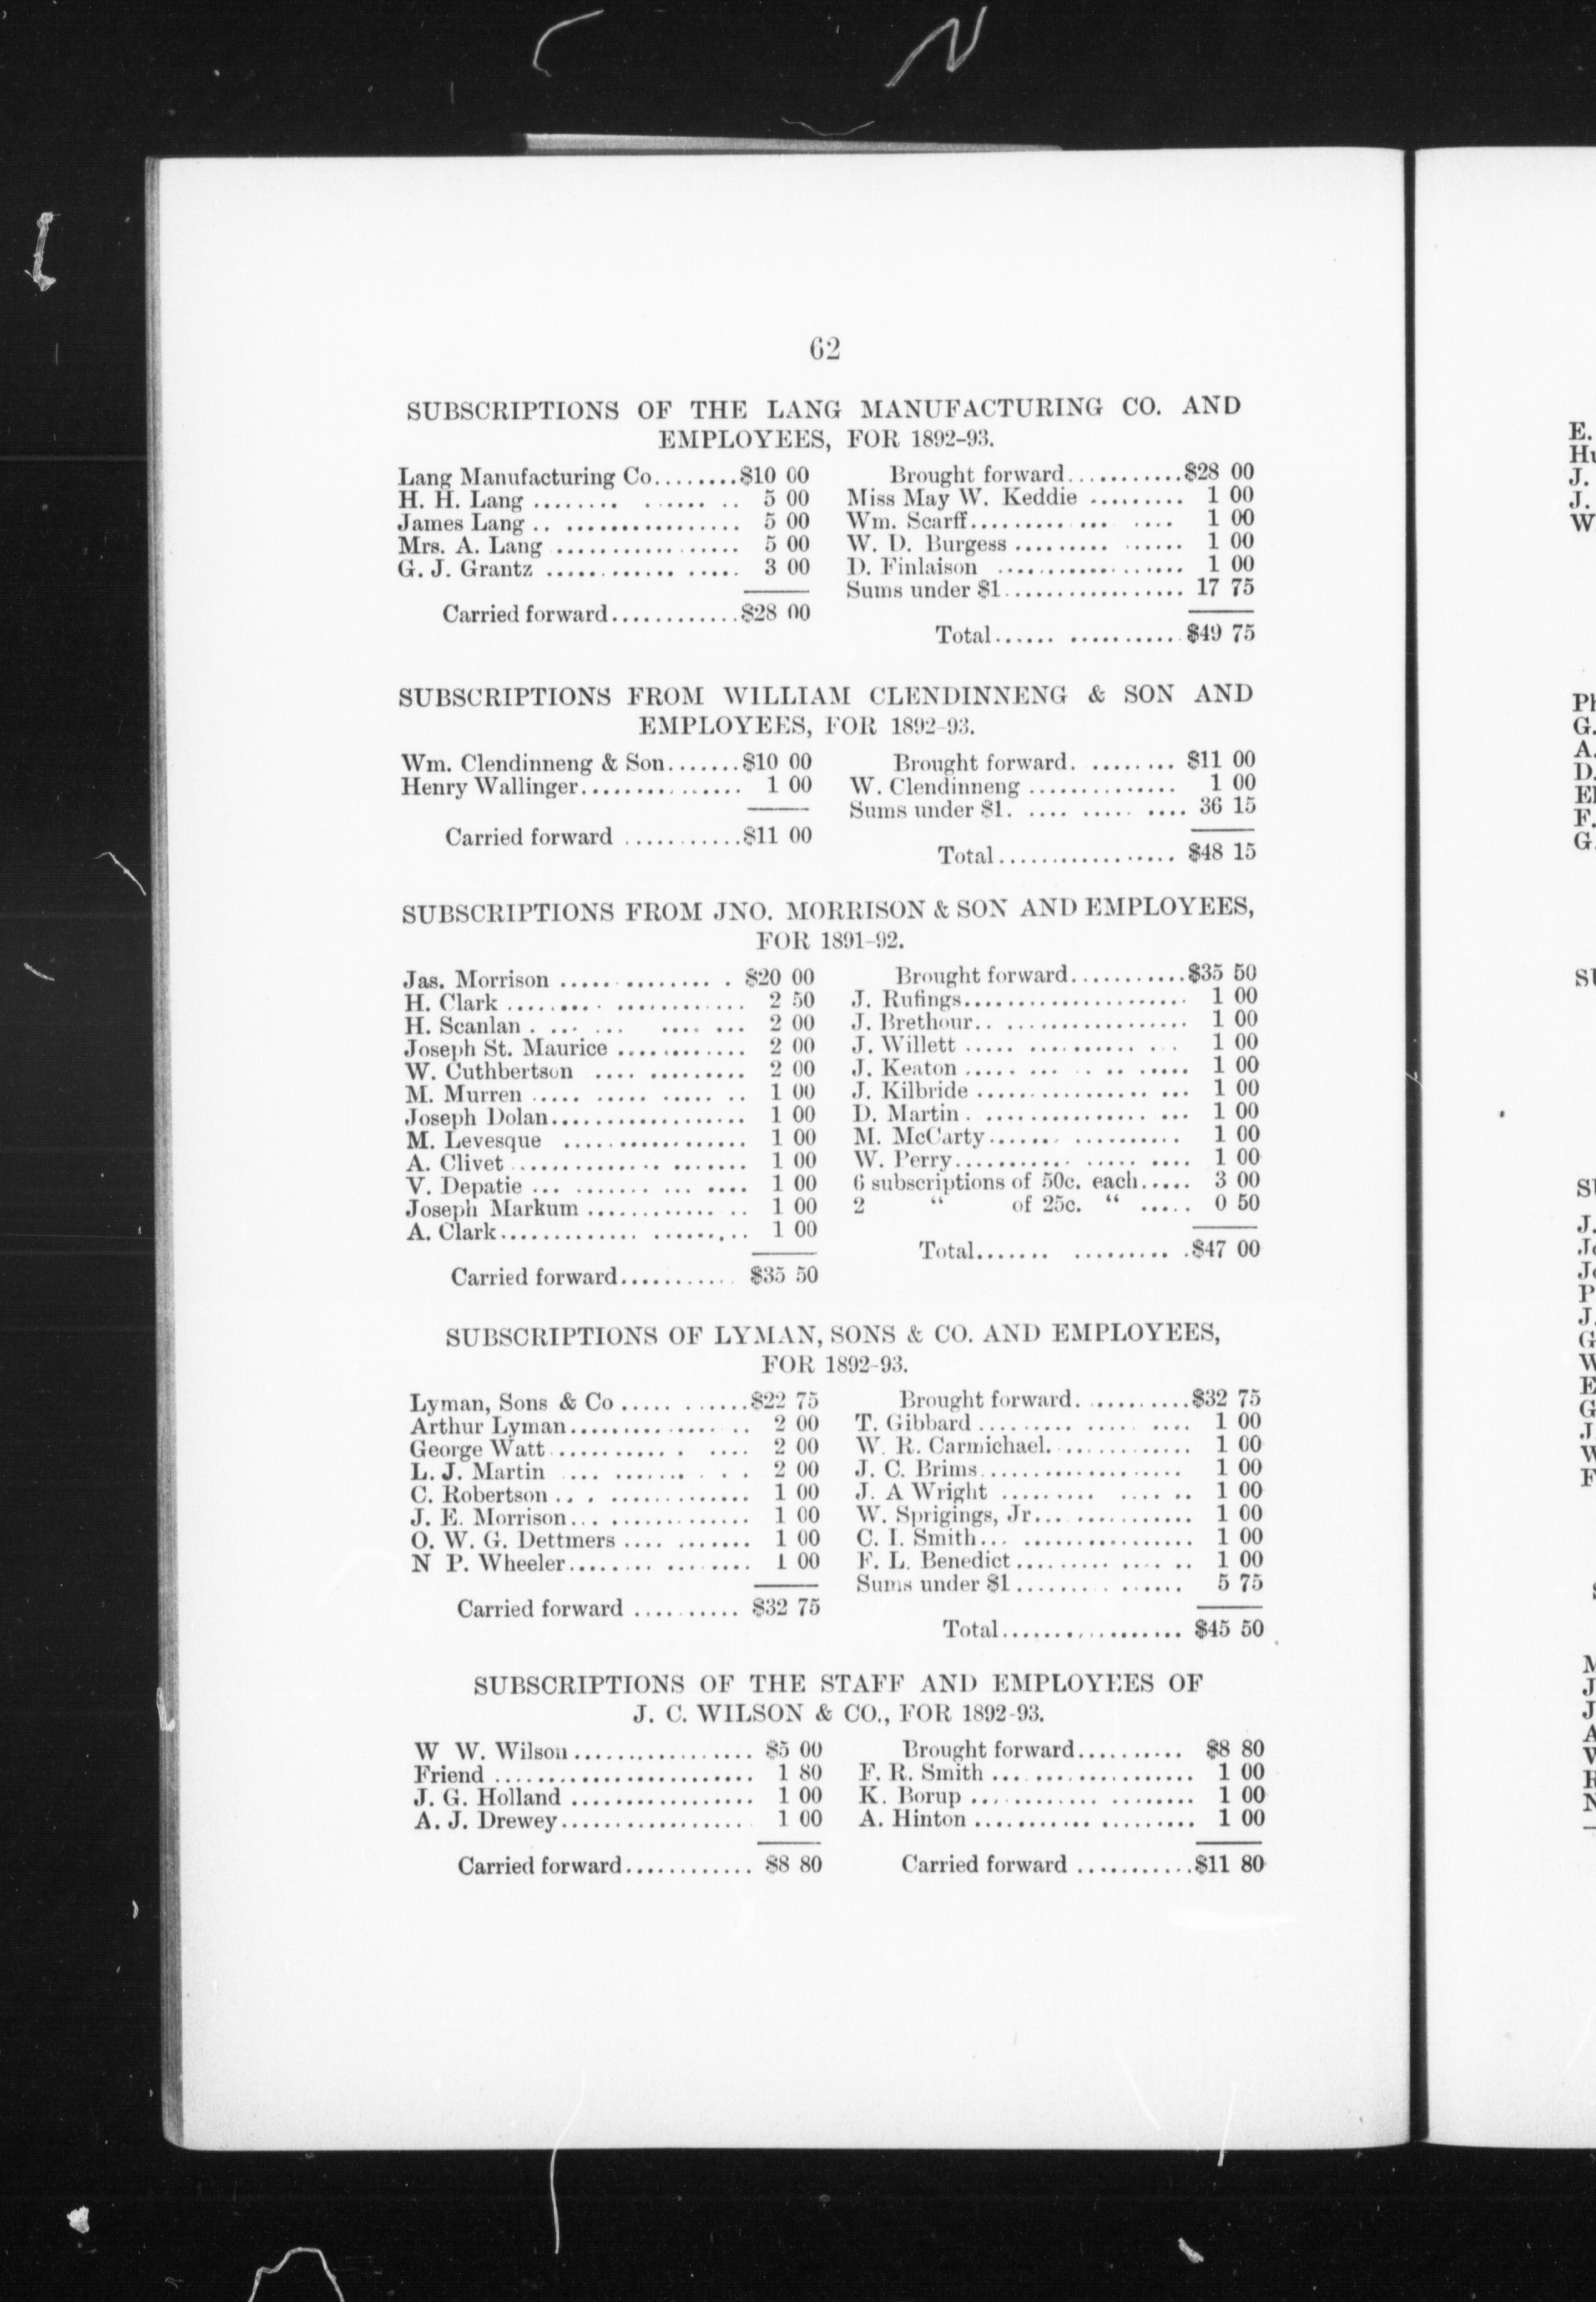 62
SUBSCRIPTIONS OF THE LANG MANUFACTURING CO. AND
EMPLOYEES, FOR 1892-93.
Lang Manufacturing Co........$10 00
H. H. Lang ........ ...... .. 5 00
James Lang .. ................ 5 00
Mrs. A. Lang ................. 5 00
G. J. Grantz ............ ..... 3 00
Carried forward............$28 00
Brought forward...........$28 00
Miss May W. Keddie ......... 1 00
Wm. Scarff......... ... .... 1 00
W. D. Burgess ......... ...... 1 00
D. Finlaison ................. 1 00
Sums under $1................. 17 75
Total...... ...........$49 75
SUBSCRIPTIONS FROM WILLIAM CLENDINNENG & SON AND
EMPLOYEES, FOR 1892-93.
Wm. Clendinneng & Son.......$10 00
Henry Wallinger............... 1 00
Carried forward ...........$11 00
Brought forward. ........ $11 00
W. Clendinneng .............. 1 00
Sums under $1. .... ..... .... 36 15
Total................ $48 15
SUBSCRIPTIONS FROM JNO. MORRISON & SON AND EMPLOYEES,
FOR 1891-92.
Jas. Morrison .............. . $20 00
H. Clark ......... ............ 2 50
H. Scanlan . ... ... .... ... 2 00
Joseph St. Maurice ............ 2 00
W. Cuthbertson .... ......... 2 00
M. Murren ..... ..... ..... .. 1 00
Joseph Dolan.................. 1 00
M. Levesque ................. 1 00
A. Clivet .............. ....... 1 00
V. Depatie ... ....... ... .... 1 00
Joseph Markum ............ .. 1 00
A. Clark............. ......... 1 00
Carried forward........... $35 50
Brought forward...........$35 50
J. Rufings..................... 1 00
J. Brethour.. ................. 1 00
J. Willett ..... ........... ... 1 00
J. Keaton ..... ... . .. ..... 1 00
J. Kilbride ................ ... 1 00
D. Martin . ............... ... 1 00
M. McCarty....... .......... 1 00
W. Perry........... ..... .... 1 00
6 subscriptions of 50c. each..... 3 00
2 “ of 25c. “ ..... 0 50
Total....... ......... .$47 00
SUBSCRIPTIONS OF LYMAN, SONS & CO. AND EMPLOYEES,
FOR 1892-93.
Lyman, Sons & Co ..... ......$22 75
Arthur Lyman.............. .. 2 00
George Watt............ .... 2 00
L. J. Martin .... ....... . . . 2 00
C. Robertson .. . ............. 1 00
J. E. Morrison... ............. 1 00
O. W. G. Dettmers .... ....... 1 00
N P. Wheeler........ ........ 1 00
Carried forward .......... $32 75
Brought forward. .........$32 75
T. Gibbard ......... ..... .... 1 00
W. R. Carmichael............. 1 00
J. C. Brims.................. 1 00
J. A Wright ......... ..... .. 1 00
W. Sprigings, Jr... ........... 1 00
C. I. Smith... ................ 1 00
F. L. Benedict......... .... .. 1 00
Sums under $1......... ...... 5 75
Total................. $45 50
SUBSCRIPTIONS OF THE STAFF AND EMPLOYEES OF
J. C. WILSON & CO., FOR 1892-93.
W W. Wilson................. $5 00
Friend ....................... 1 80
J. G. Holland ................. 1 00
A. J. Drewey................. 1 00
Carried forward............ $8 80
Brought forward.......... $8 80
F. R. Smith .................. 1 00
K. Borup ............ ........ 1 00
A. Hinton ........... ......... 1 00
Carried forward ...........$11 80